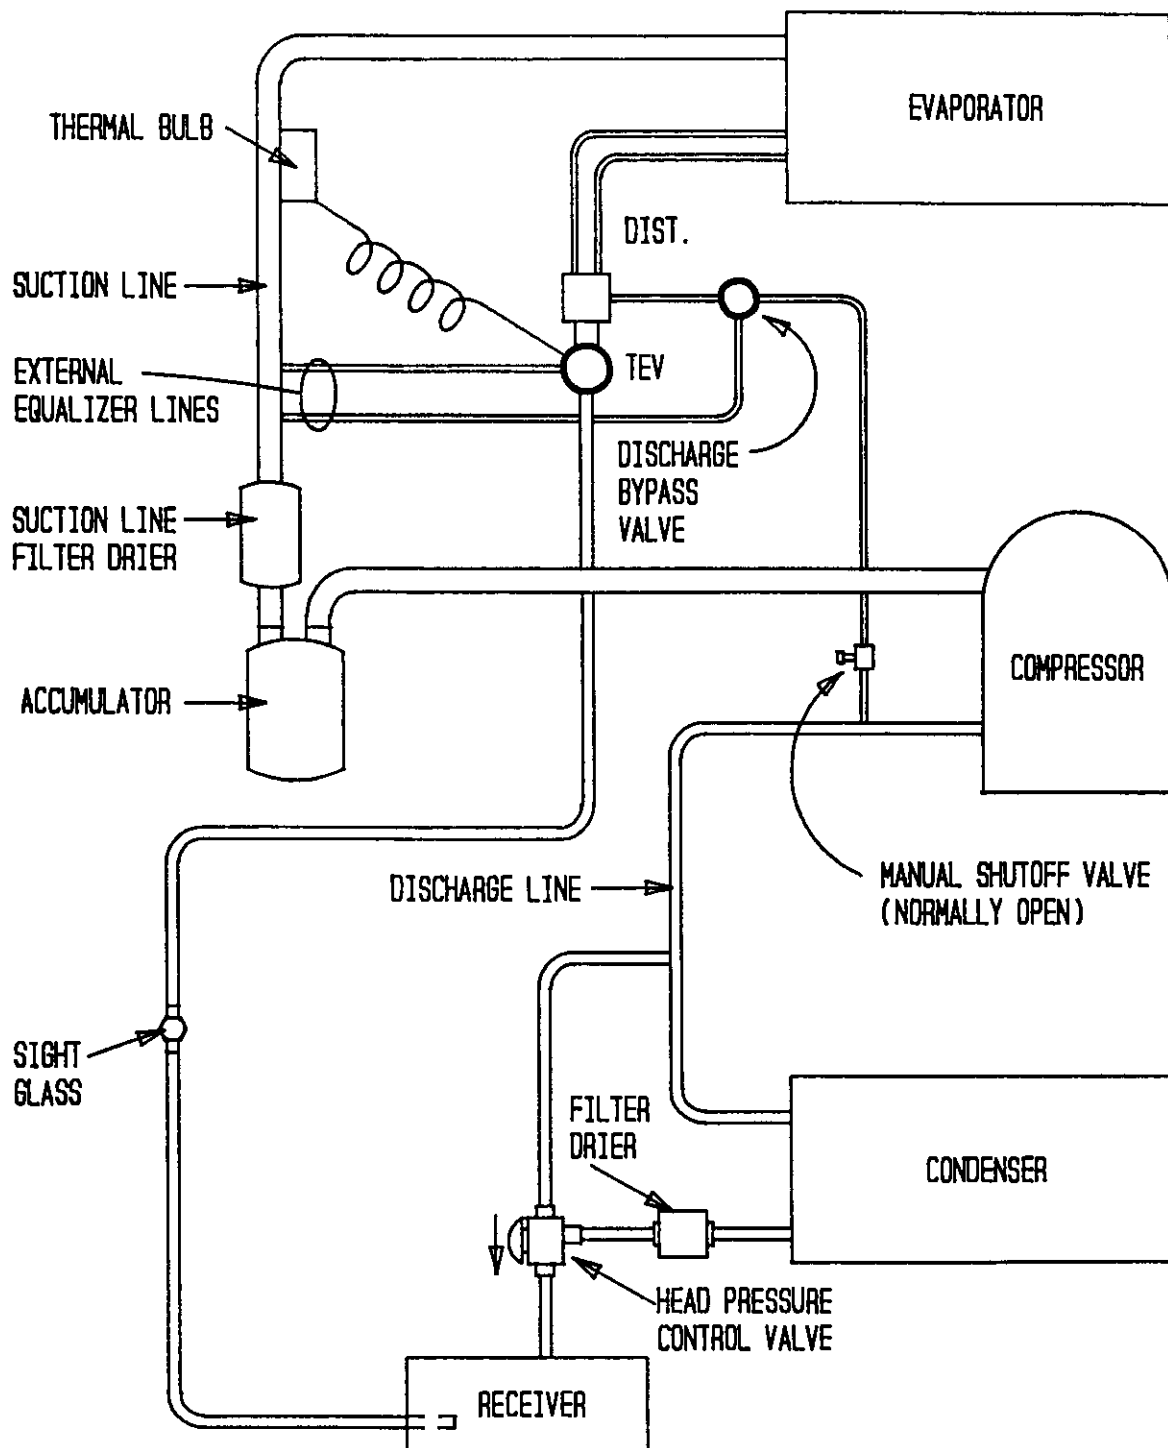 EVAPORATOR
THERMAL BULB
DIST.
SUCTION LINE
TEV
EXTERNAL
EQUALIZER LINES
DISCHARGE
BYPASS
VALVE
SUCTION LINE
FILTER DRIER
COMPRESSOR
ACCUMULATOR
DISCHARGE LINE
MANUAL SHUTOFF VALVE
(NORMALLY OPEN)
SIGHT
GLASS
FILTER
DRIER
CONDENSER
HEAD PRESSURE
CONTROL VALVE
RECEIVER